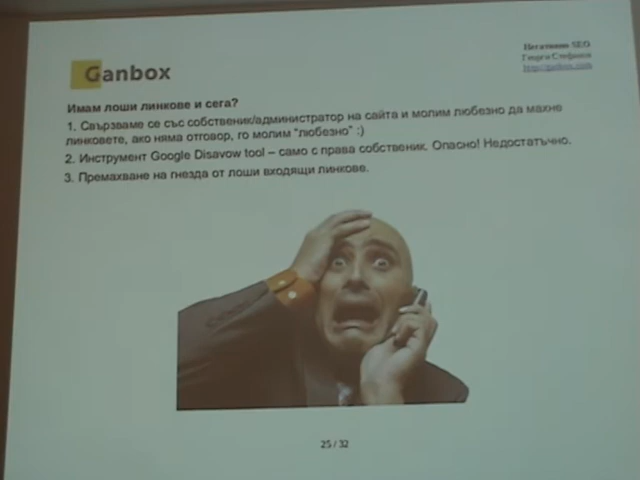 Ganbox
Негативно SEO
Георги Стефанов
http://ganbox.com
Имам лоши линкове и сега?
1. Свързваме се със собственик/администратор на сайта и молим любезно да махне
линковете, ако няма отговор, го молим "любезно" :)
2. Инструмент Google Disavow tool – само с права собственик. Опасно! Недостатъчно.
3. Премахване на гнезда от лоши входящи линкове.
25 / 32